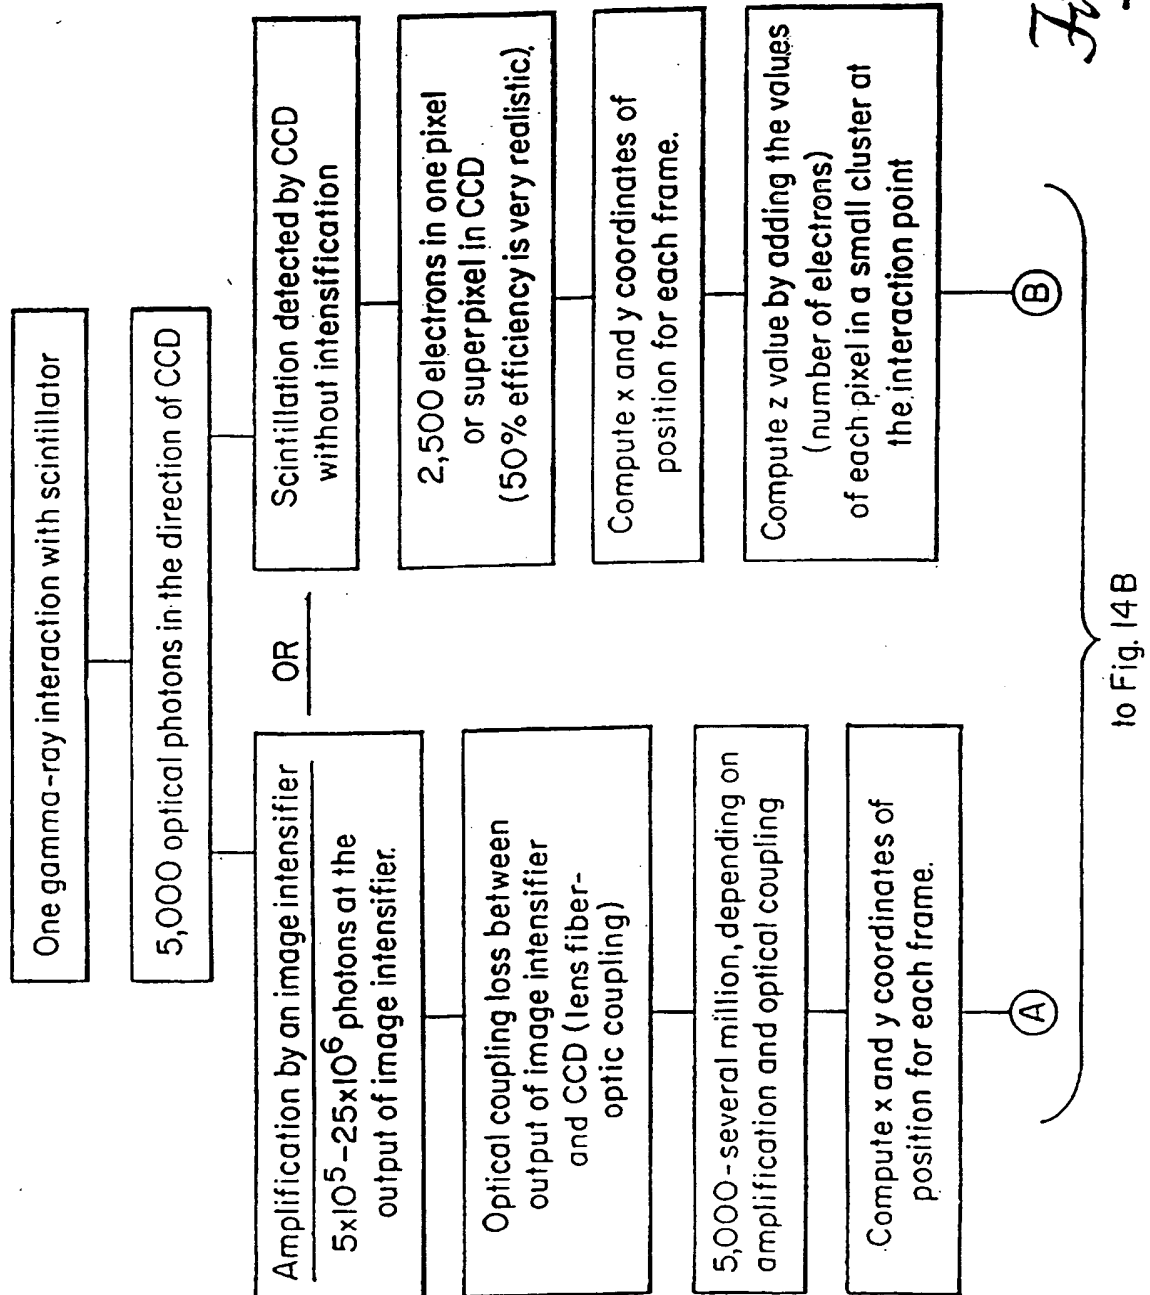 One gamma-ray interaction with scintillator
5,000 optical photons in the direction of CCD
Amplification by an image intensifier
5x10⁵-25x10⁶ photons at the
output of image intensifier.
OR
Scintillation detected by CCD
without intensification
Optical coupling loss between
output of image intensifier
and CCD (lens fiber-
optic coupling)
2,500 electrons in one pixel
or superpixel in CCD
(50% efficiency is very realistic)
5,000-several million, depending on
amplification and optical coupling
Compute x and y coordinates of
position for each frame.
Compute x and y coordinates of
position for each frame.
Compute z value by adding the values
(number of electrons)
of each pixel in a small cluster at
the interaction point
A
B
to Fig. 14B